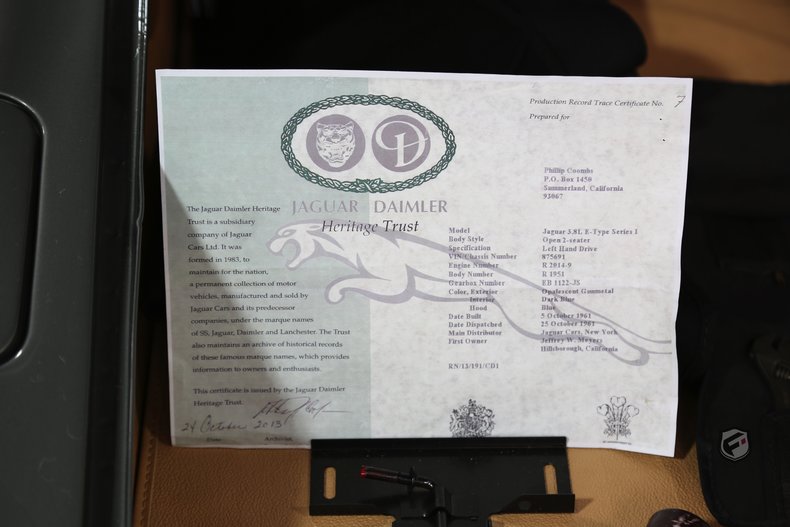 Production Record Trace Certificate No. 7
Prepared for
Phillip Coombs
P.O. Box 1450
Summerland, California
93067
JAGUAR DAIMLER
Heritage Trust
The Jaguar Daimler Heritage
Trust is a subsidiary
company of Jaguar
Cars Ltd. It was
formed in 1983, to
maintain for the nation,
a permanent collection of motor
vehicles, manufactured and sold by
Jaguar Cars and its predecessor
companies, under the marque names
of SS, Jaguar, Daimler and Lanchester. The Trust
also maintains an archive of historical records
of these famous marque names, which provides
information to owners and enthusiasts.
This certificate is issued by the Jaguar Daimler
Heritage Trust.
24 October 2013
Date Archivist
Model Jaguar 3.8L E-Type Series 1
Body Style Open 2-seater
Specification Left Hand Drive
VIN/Chassis Number 875691
Engine Number R 2014-9
Body Number R 1951
Gearbox Number EB 1122-JS
Color, Exterior Opalescent Gunmetal
Interior Dark Blue
Hood Blue
Date Built 5 October 1961
Date Dispatched 25 October 1961
Main Distributor Jaguar Cars, New York
First Owner Jeffrey W. Meyers
Hillsborough, California
RN/13/191/CD1